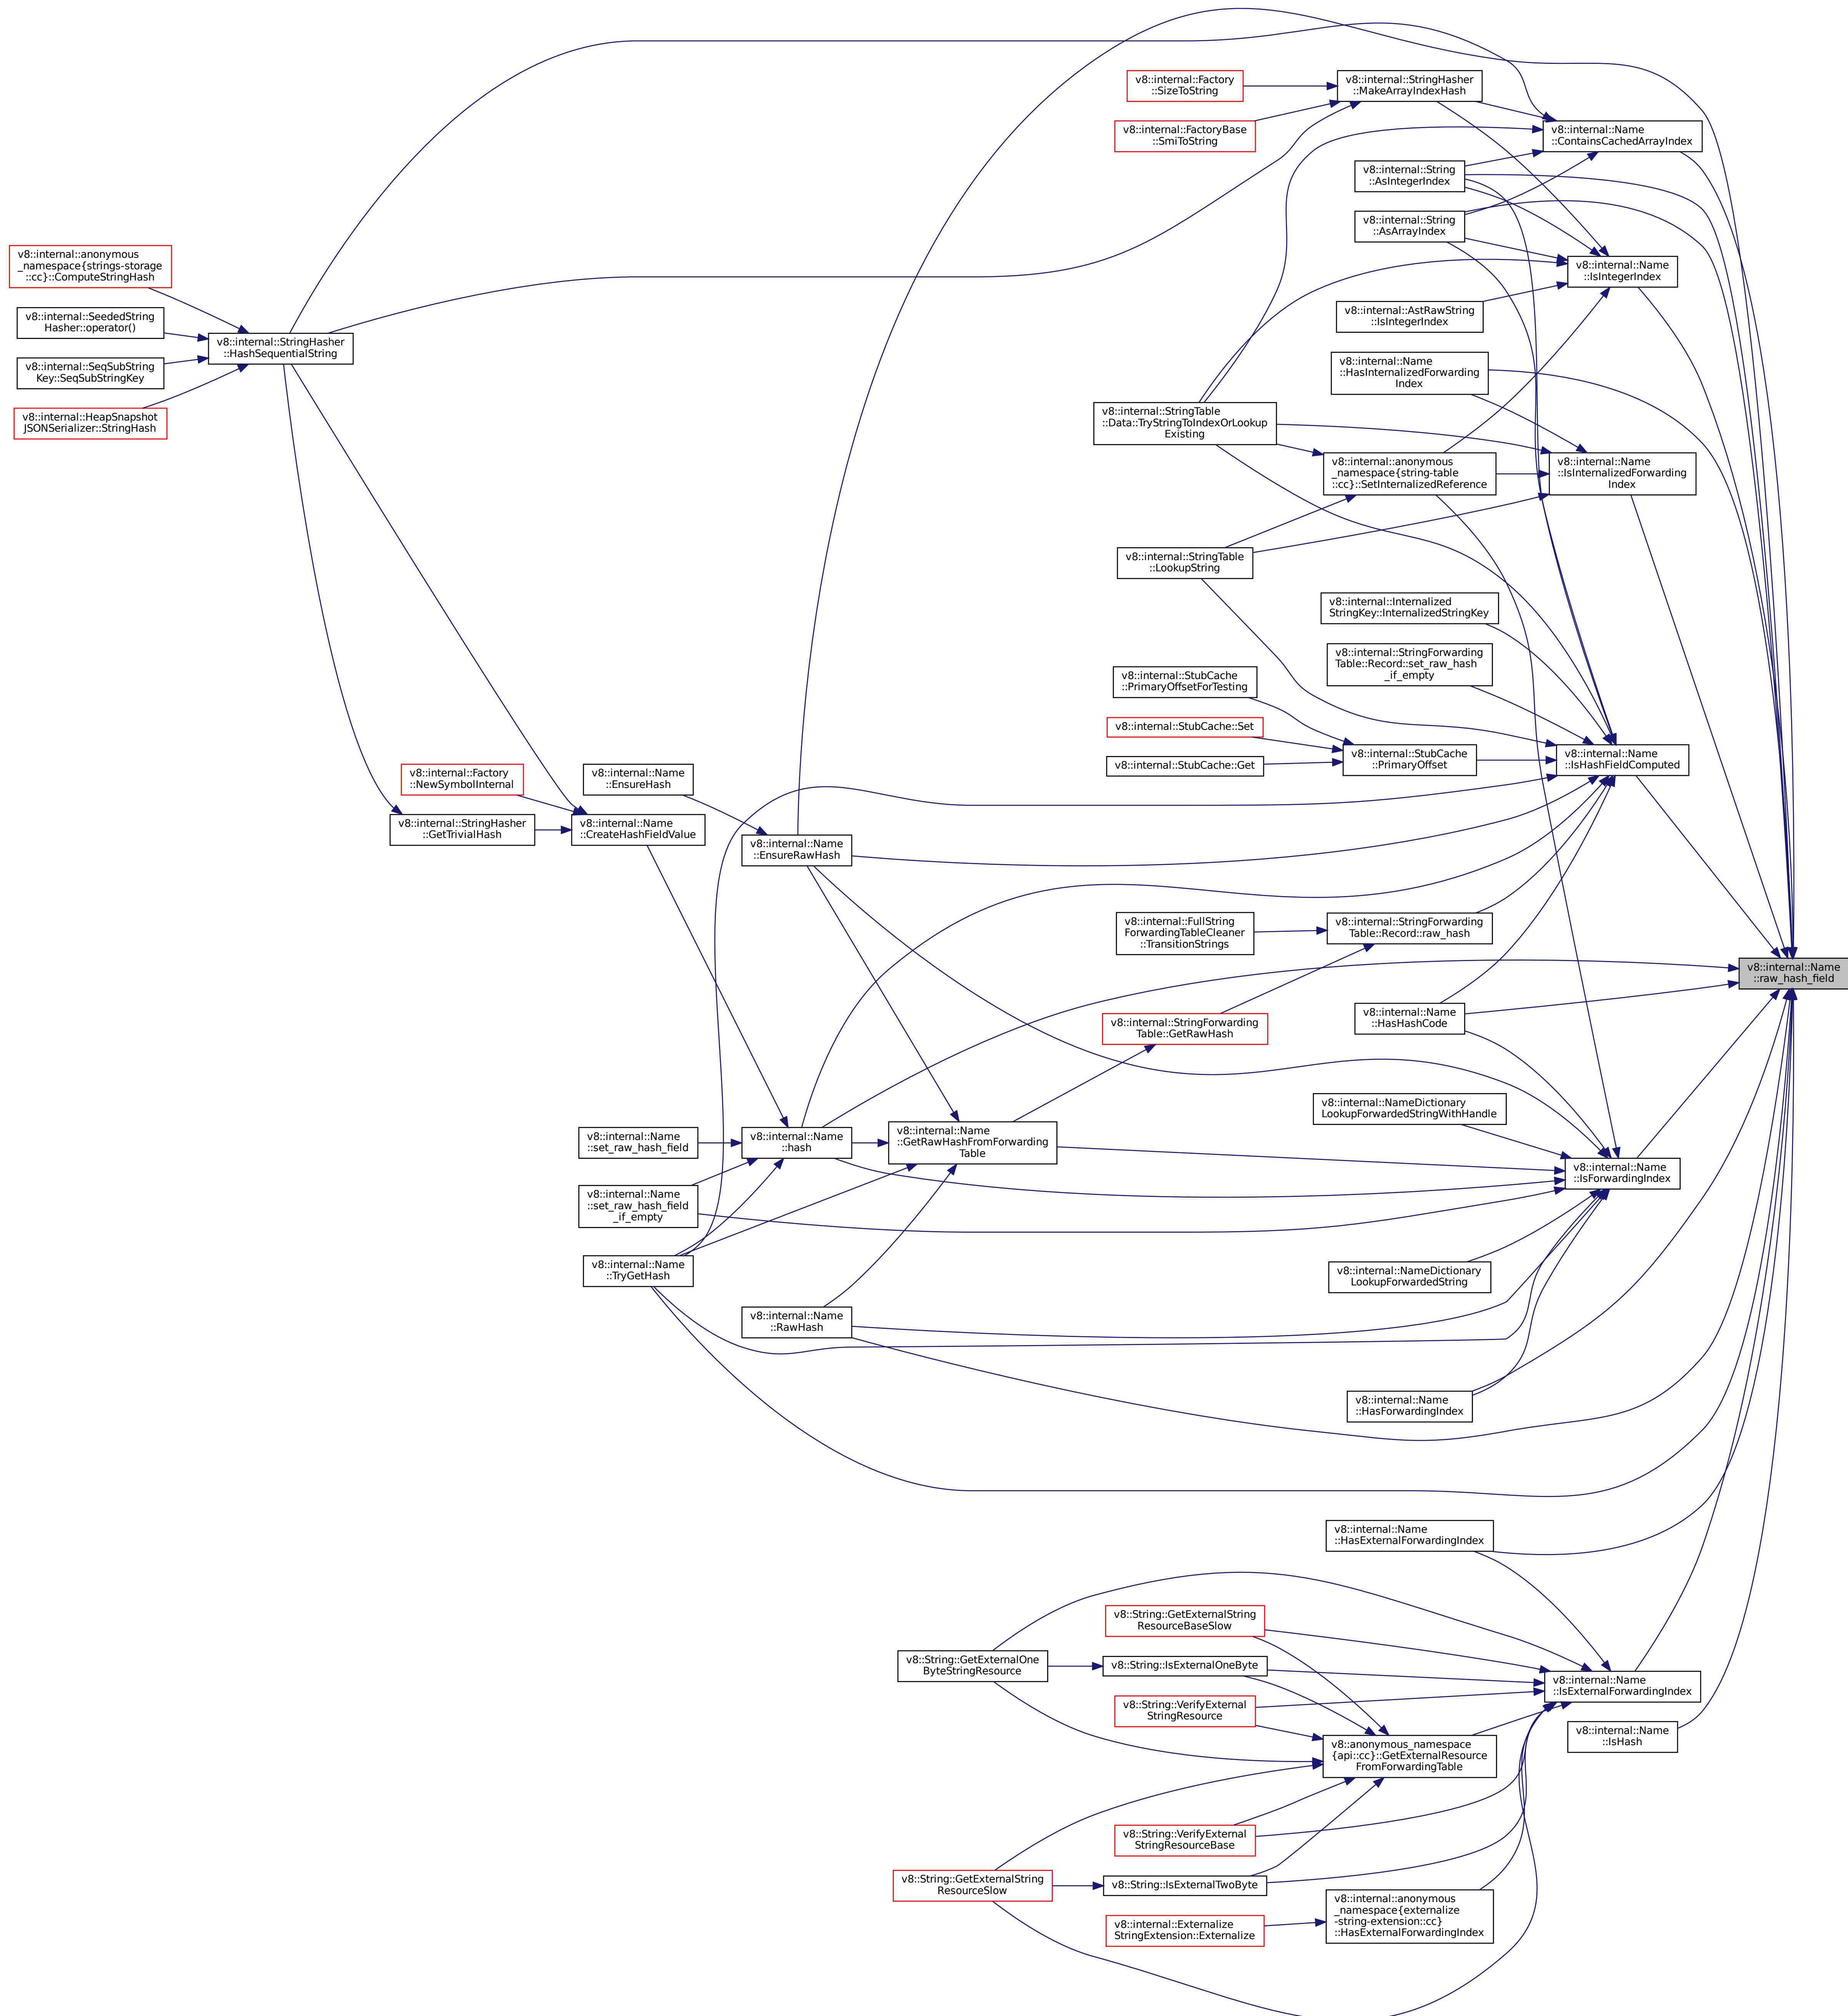 v8::internal::Factory
::SizeToString
v8::internal::StringHasher
::MakeArrayIndexHash
v8::internal::FactoryBase
::SmiToString
v8::internal::Name
::ContainsCachedArrayIndex
v8::internal::String
::AsIntegerIndex
v8::internal::String
::AsArrayIndex
v8::internal::anonymous
_namespace{strings-storage
::cc}::ComputeStringHash
v8::internal::Name
::IsIntegerIndex
v8::internal::SeededString
Hasher::operator()
v8::internal::AstRawString
::IsIntegerIndex
v8::internal::StringHasher
::HashSequentialString
v8::internal::SeqSubString
Key::SeqSubStringKey
v8::internal::Name
::HasInternalizedForwarding
Index
v8::internal::HeapSnapshot
JSONSerializer::StringHash
v8::internal::StringTable
::Data::TryStringToIndexOrLookup
Existing
v8::internal::anonymous
_namespace{string-table
::cc}::SetInternalizedReference
v8::internal::Name
::IsInternalizedForwarding
Index
v8::internal::StringTable
::LookupString
v8::internal::Internalized
StringKey::InternalizedStringKey
v8::internal::StringForwarding
Table::Record::set_raw_hash
_if_empty
v8::internal::StubCache
::PrimaryOffsetForTesting
v8::internal::StubCache::Set
v8::internal::StubCache
::PrimaryOffset
v8::internal::Name
::IsHashFieldComputed
v8::internal::StubCache::Get
v8::internal::Factory
::NewSymbolInternal
v8::internal::Name
::EnsureHash
v8::internal::StringHasher
::GetTrivialHash
v8::internal::Name
::CreateHashFieldValue
v8::internal::Name
::EnsureRawHash
v8::internal::FullString
ForwardingTableCleaner
::TransitionStrings
v8::internal::StringForwarding
Table::Record::raw_hash
v8::internal::Name
::raw_hash_field
v8::internal::StringForwarding
Table::GetRawHash
v8::internal::Name
::HasHashCode
v8::internal::NameDictionary
LookupForwardedStringWithHandle
v8::internal::Name
::set_raw_hash_field
v8::internal::Name
::hash
v8::internal::Name
::GetRawHashFromForwarding
Table
v8::internal::Name
::IsForwardingIndex
v8::internal::Name
::set_raw_hash_field
_if_empty
v8::internal::Name
::TryGetHash
v8::internal::NameDictionary
LookupForwardedString
v8::internal::Name
::RawHash
v8::internal::Name
::HasForwardingIndex
v8::internal::Name
::HasExternalForwardingIndex
v8::String::GetExternalString
ResourceBaseSlow
v8::String::GetExternalOne
ByteStringResource
v8::String::IsExternalOneByte
v8::internal::Name
::IsExternalForwardingIndex
v8::String::VerifyExternal
StringResource
v8::internal::Name
::IsHash
v8::anonymous_namespace
{api::cc}::GetExternalResource
FromForwardingTable
v8::String::VerifyExternal
StringResourceBase
v8::String::GetExternalString
ResourceSlow
v8::String::IsExternalTwoByte
v8::internal::anonymous
_namespace{externalize
-string-extension::cc}
::HasExternalForwardingIndex
v8::internal::Externalize
StringExtension::Externalize